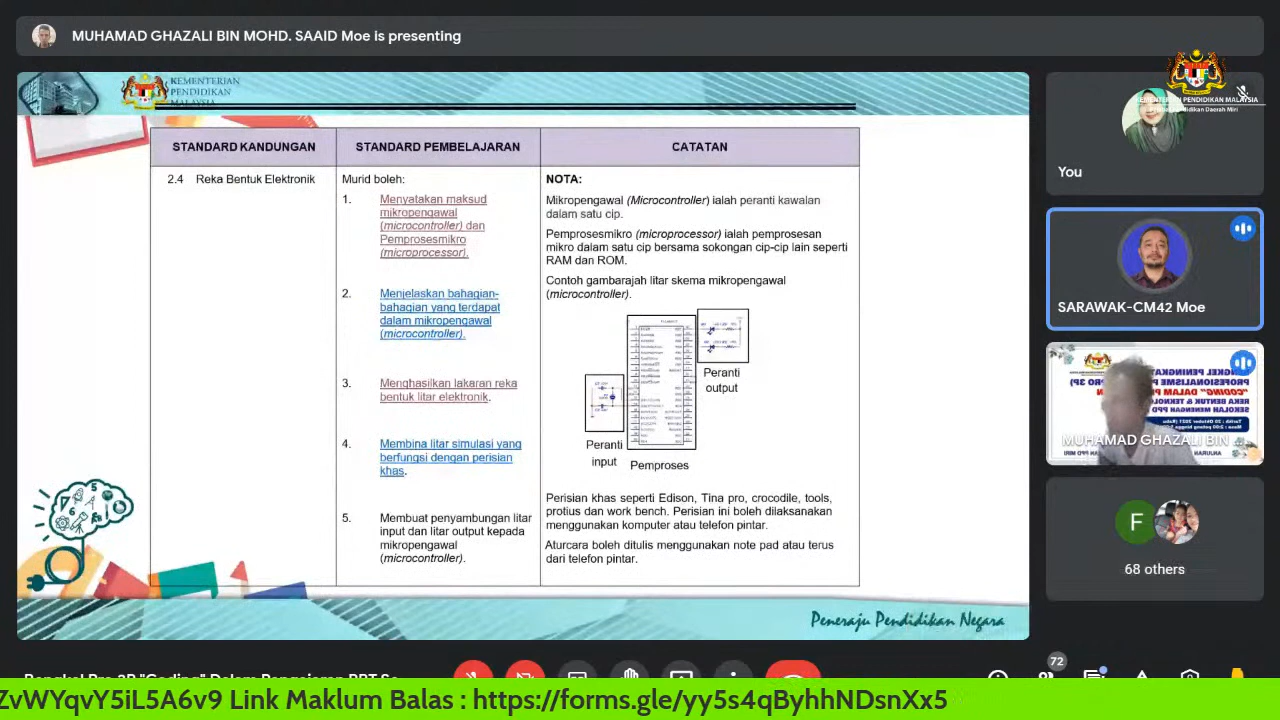 MUHAMAD GHAZALI BIN MOHD. SAAID Moe is presenting
KEMENTERIAN
PENDIDIKAN
MALAYSIA
KEMENTERIAN PENDIDIKAN MALAYSIA
Pendidikan Daerah Miri
STANDARD KANDUNGAN
STANDARD PEMBELAJARAN
CATATAN
2.4 Reka Bentuk Elektronik
Murid boleh:
1. Menyatakan maksud
mikropengawal
(microcontroller) dan
Pemprosesmikro
(microprocessor).
2. Menjelaskan bahagian-
bahagian yang terdapat
dalam mikropengawal
(microcontroller).
3. Menghasilkan lakaran reka
bentuk litar elektronik.
4. Membina litar simulasi yang
berfungsi dengan perisian
khas.
5. Membuat penyambungan litar
input dan litar output kepada
mikropengawal
(microcontroller).
NOTA:
Mikropengawal (Microcontroller) ialah peranti kawalan
dalam satu cip.
Pemprosesmikro (microprocessor) ialah pemprosesan
mikro dalam satu cip bersama sokongan cip-cip lain seperti
RAM dan ROM.
Contoh gambarajah litar skema mikropengawal
(microcontroller).
Peranti
output
Peranti
input
Pemproses
Perisian khas seperti Edison, Tina pro, crocodile, tools,
protius dan work bench. Perisian ini boleh dilaksanakan
menggunakan komputer atau telefon pintar.
Aturcara boleh ditulis menggunakan note pad atau terus
dari telefon pintar.
Peneraju Pendidikan Negara
You
SARAWAK-CM42 Moe
MUHAMAD GHAZALI BIN
F
68 others
72
ZvWYqvY5iL5A6v9 Link Maklum Balas : https://forms.gle/yy5s4qByhhNDsnXx5